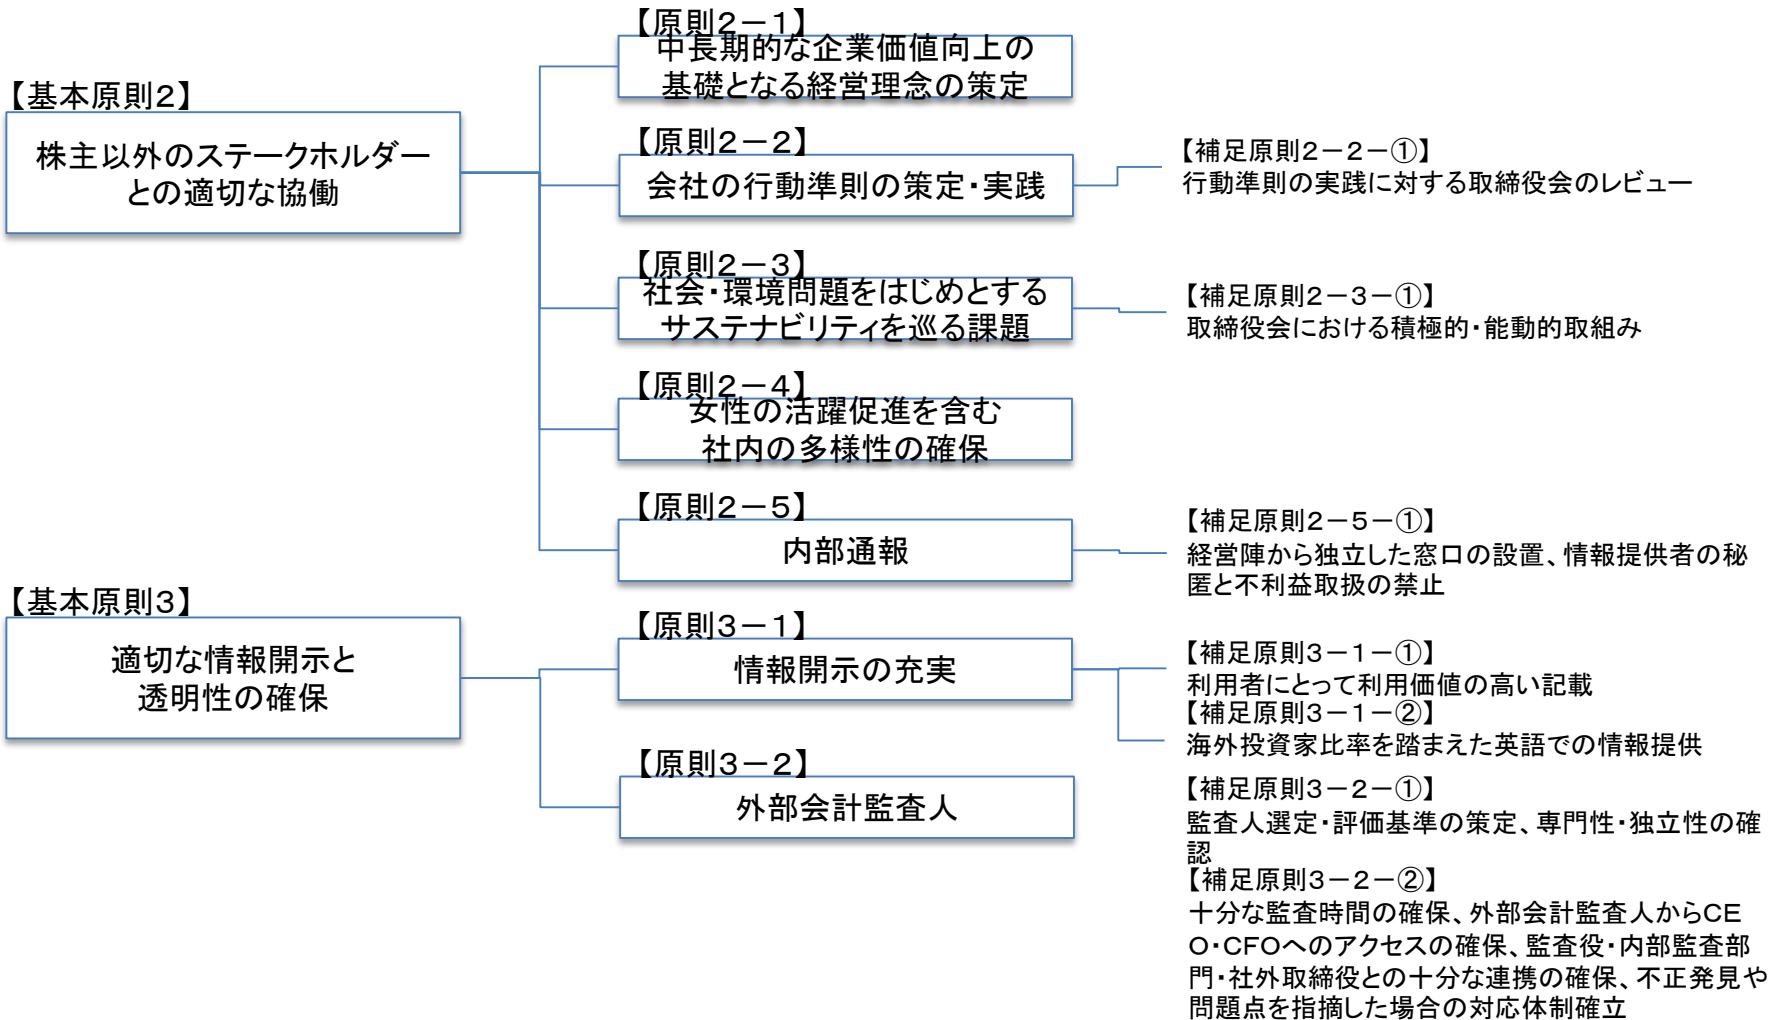 【基本原則2】
株主以外のステークホルダー
との適切な協働
【原則2－1】
中長期的な企業価値向上の
基礎となる経営理念の策定
【原則2－2】
会社の行動準則の策定・実践
【補足原則2－2－①】
行動準則の実践に対する取締役会のレビュー
【原則2－3】
社会・環境問題をはじめとする
サステナビリティを巡る課題
【補足原則2－3－①】
取締役会における積極的・能動的取組み
【原則2－4】
女性の活躍促進を含む
社内の多様性の確保
【原則2－5】
内部通報
【補足原則2－5－①】
経営陣から独立した窓口の設置、情報提供者の秘
匿と不利益取扱の禁止
【基本原則3】
適切な情報開示と
透明性の確保
【原則3－1】
情報開示の充実
【補足原則3－1－①】
利用者にとって利用価値の高い記載
【補足原則3－1－②】
海外投資家比率を踏まえた英語での情報提供
【原則3－2】
外部会計監査人
【補足原則3－2－①】
監査人選定・評価基準の策定、専門性・独立性の確
認
【補足原則3－2－②】
十分な監査時間の確保、外部会計監査人からCE
O・CFOへのアクセスの確保、監査役・内部監査部
門・社外取締役との十分な連携の確保、不正発見や
問題点を指摘した場合の対応体制確立